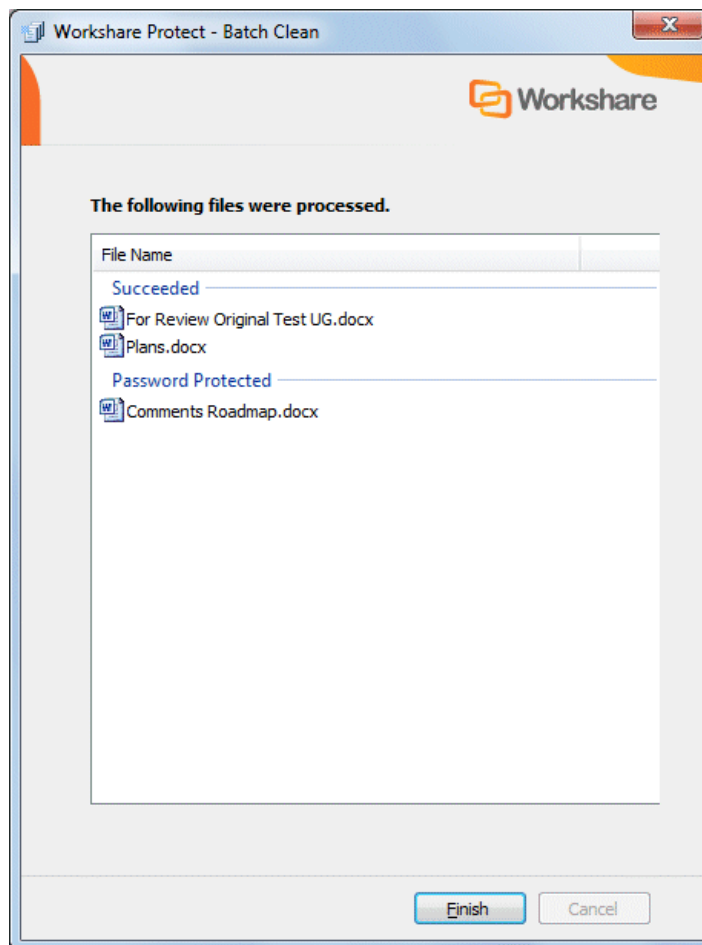 Workshare Protect - Batch Clean
Workshare
The following files were processed.
File Name
Succeeded
For Review Original Test UG.docx
Plans.docx
Password Protected
Comments Roadmap.docx
Finish Cancel